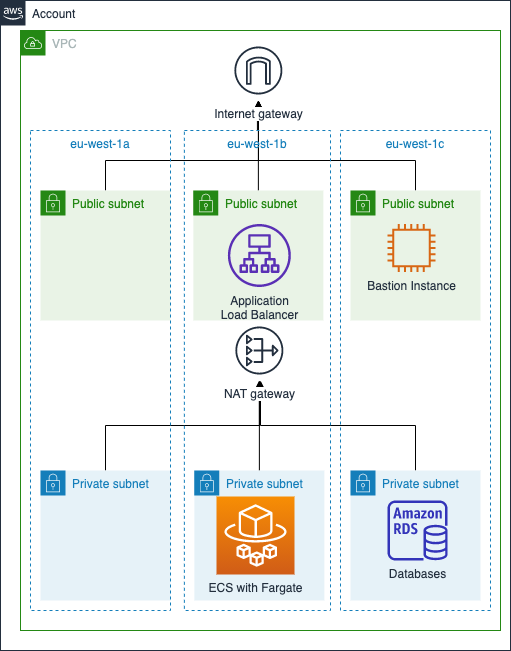 aws
Account
VPC
Internet gateway
eu-west-1a
eu-west-1b
eu-west-1c
Public subnet
Public subnet
Public subnet
Application
Load Balancer
Bastion Instance
NAT gateway
Private subnet
Private subnet
Private subnet
Amazon
RDS
ECS with Fargate
Databases